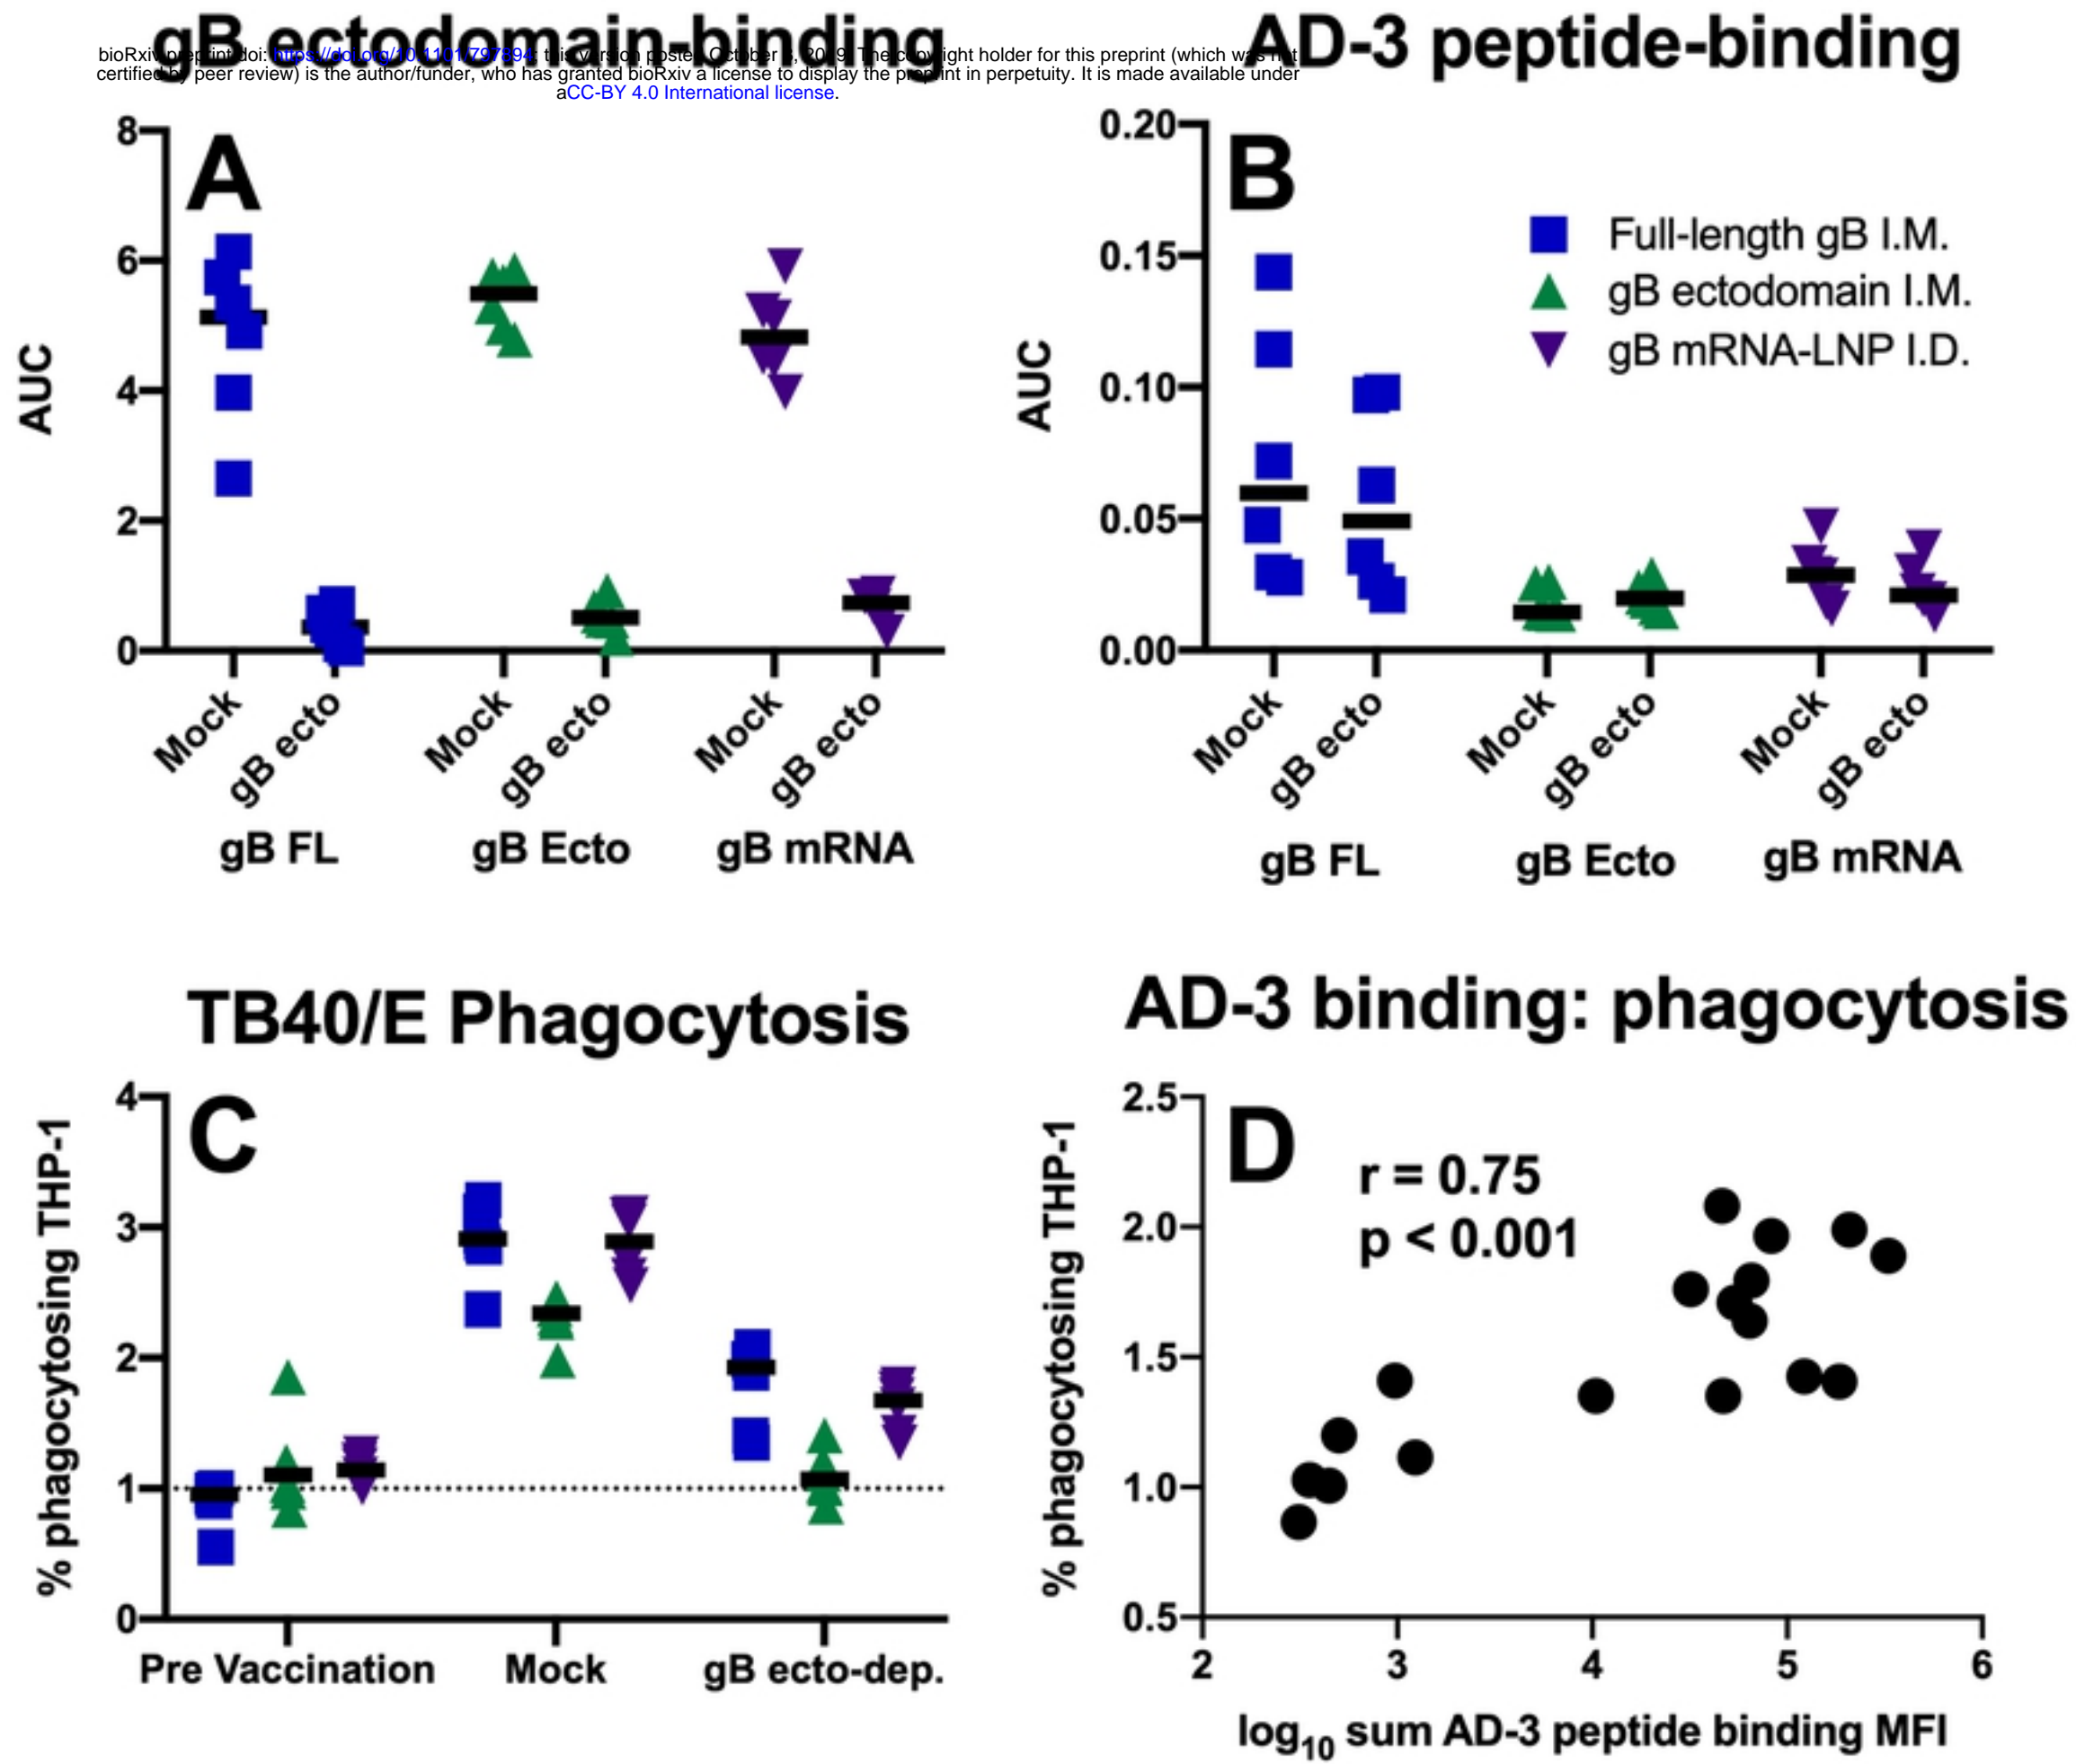 gB ectodomain-binding
AD-3 peptide-binding
bioRxiv preprint doi: https://doi.org/10.1101/797894; this version posted October 8, 2019. The copyright holder for this preprint (which was not
certified by peer review) is the author/funder, who has granted bioRxiv a license to display the preprint in perpetuity. It is made available under
aCC-BY 4.0 International license.
A
8
6
4
2
0
AUC
Mock
gB ecto
Mock
gB ecto
Mock
gB ecto
gB FL
gB Ecto
gB mRNA
B
0.20
0.15
0.10
0.05
0.00
AUC
Full-length gB I.M.
gB ectodomain I.M.
gB mRNA-LNP I.D.
Mock
gB ecto
Mock
gB ecto
Mock
gB ecto
gB FL
gB Ecto
gB mRNA
TB40/E Phagocytosis
C
4
3
2
1
0
% phagocytosing THP-1
Pre Vaccination
Mock
gB ecto-dep.
AD-3 binding: phagocytosis
D
r = 0.75
p < 0.001
2.5
2.0
1.5
1.0
0.5
% phagocytosing THP-1
2 3 4 5 6
log10 sum AD-3 peptide binding MFI